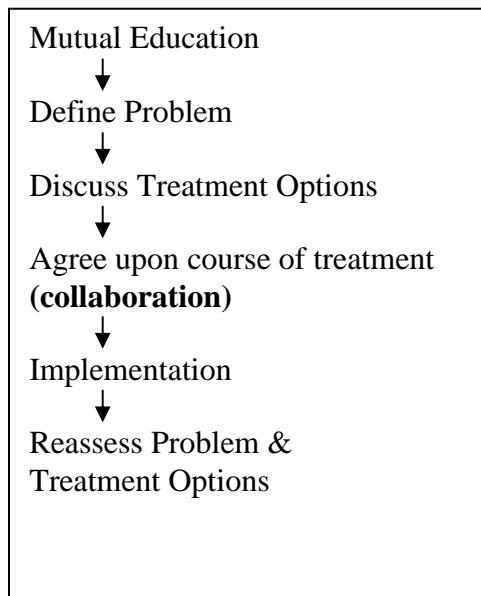 Mutual Education
Define Problem
Discuss Treatment Options
Agree upon course of treatment
(collaboration)
Implementation
Reassess Problem &
Treatment Options